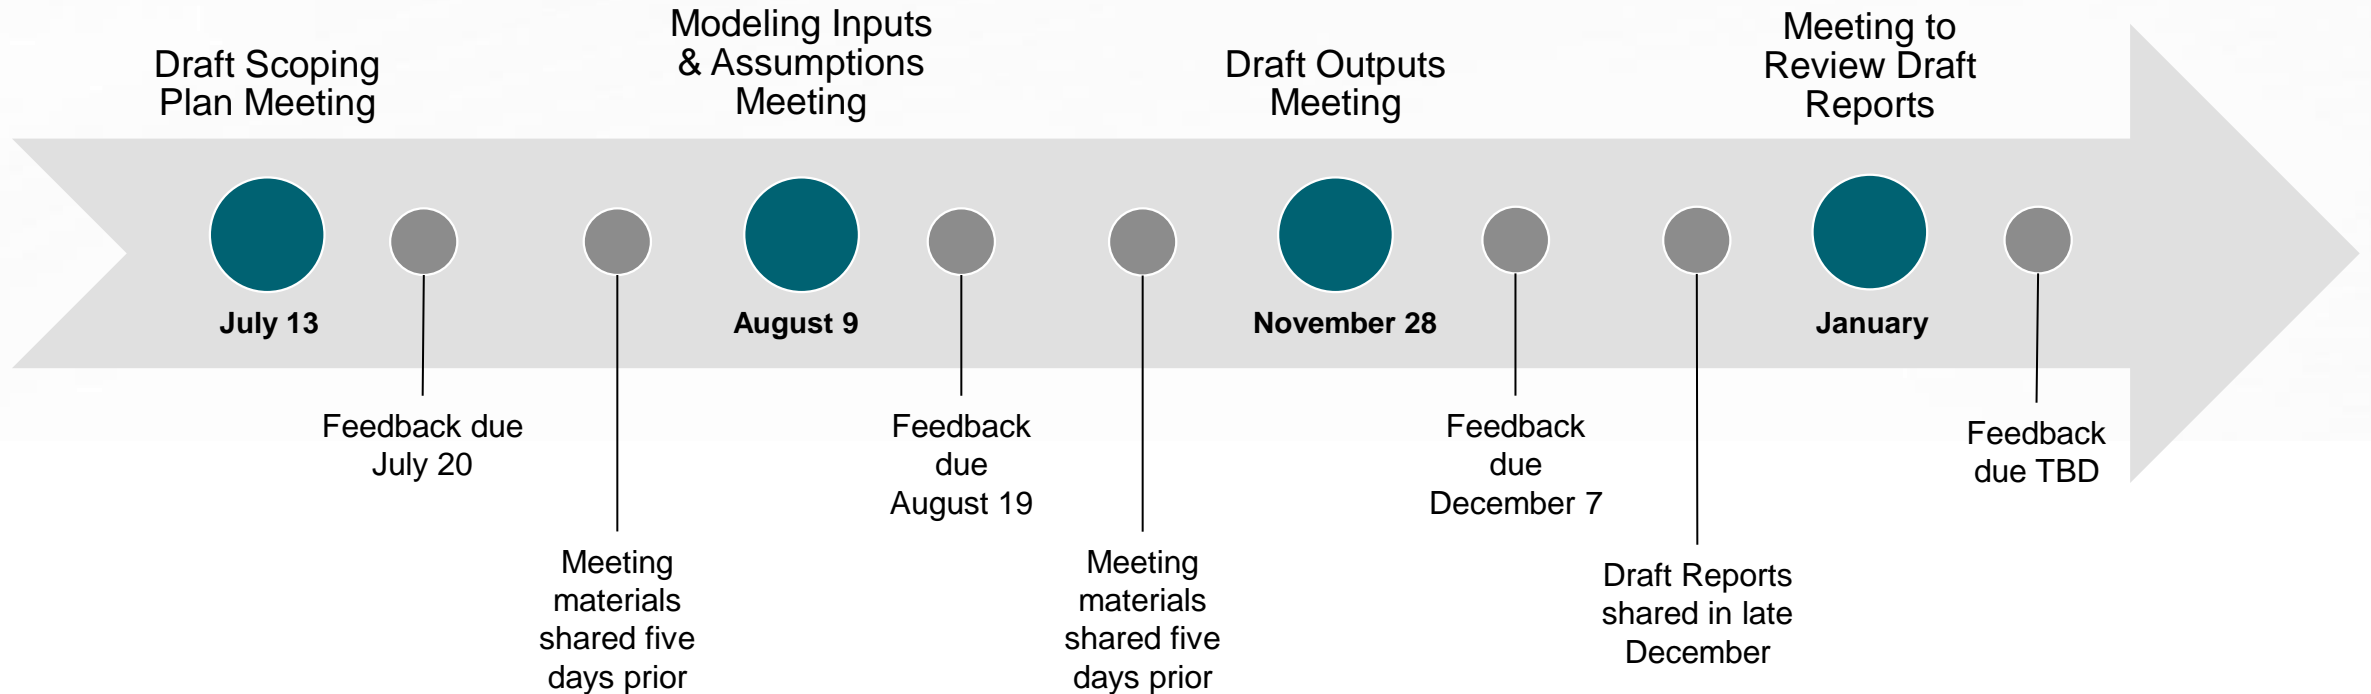 Draft Scoping
Plan Meeting
Modeling Inputs
& Assumptions
Meeting
Draft Outputs
Meeting
Meeting to
Review Draft
Reports
July 13
August 9
November 28
January
Feedback due
July 20
Meeting
materials
shared five
days prior
Feedback
due
August 19
Meeting
materials
shared five
days prior
Feedback
due
December 7
Draft Reports
shared in late
December
Feedback
due TBD